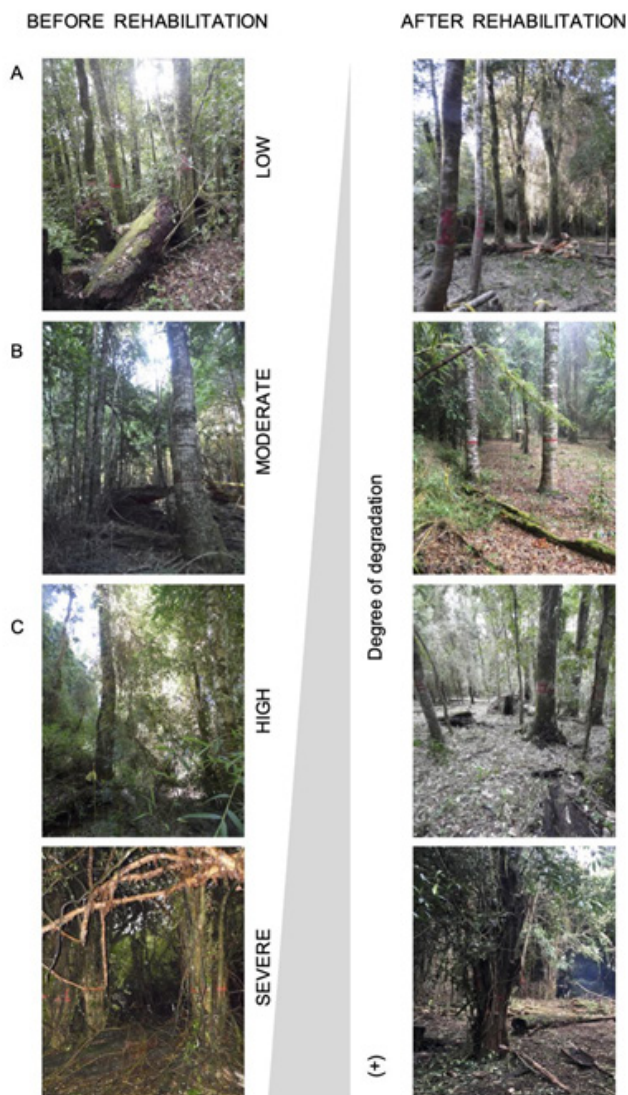 BEFORE REHABILITATION
AFTER REHABILITATION
A
LOW
B
MODERATE
Degree of degradation
C
HIGH
SEVERE
(+)